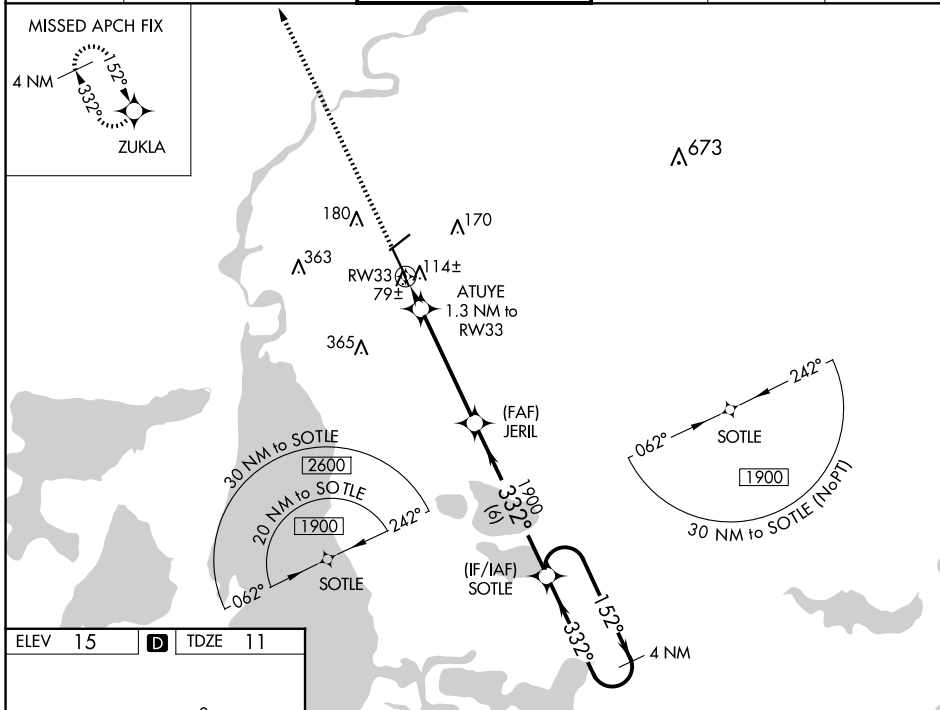 MISSED APCH FIX
4 NM
152°
332°
ZUKLA
673
180
170
363
RW33
114±
79±
ATUYE
1.3 NM to
RW33
365
(FAF)
JERIL
242°
SOTLE
062°
1900
30 NM to SOTLE (NoPT)
30 NM to SOTLE
2600
20 NM to SOTLE
1900
242°
062°
SOTLE
1900
332°
(6)
(IF/IAF)
SOTLE
152°
332°
4 NM
ELEV 15 D TDZE 11